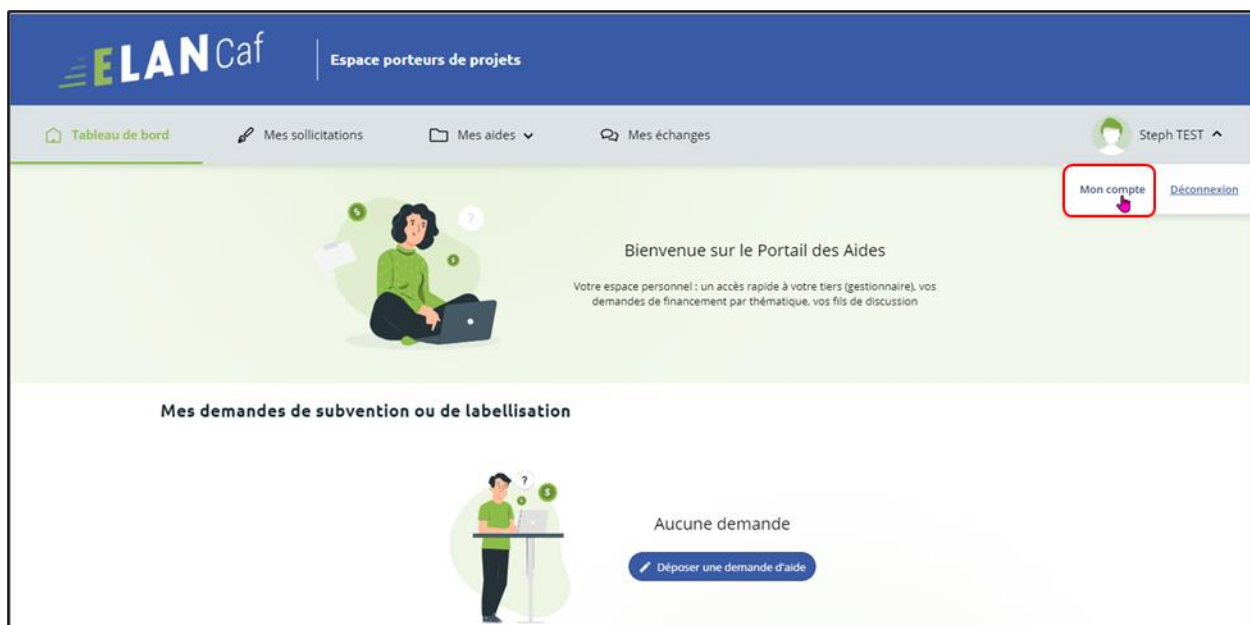 ELAN Caf
Espace porteurs de projets
Tableau de bord
Mes sollicitations
Mes aides
Mes échanges
Steph TEST
Mon compte
Déconnexion
Bienvenue sur le Portail des Aides
Votre espace personnel : un accès rapide à votre tiers (gestionnaire), vos
demandes de financement par thématique, vos fils de discussion
Mes demandes de subvention ou de labellisation
Aucune demande
Déposer une demande d'aide